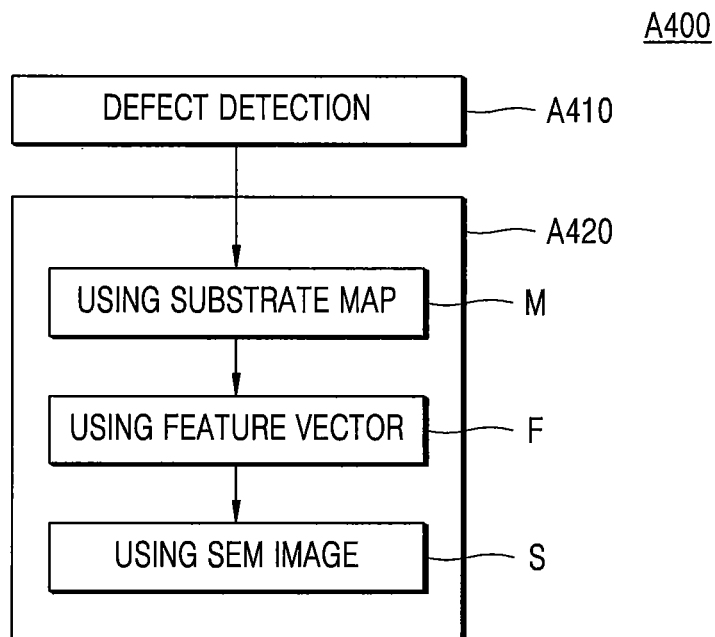 A400
DEFECT DETECTION
A410
A420
USING SUBSTRATE MAP
M
USING FEATURE VECTOR
F
USING SEM IMAGE
S